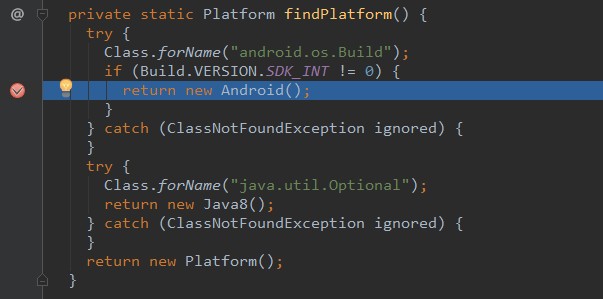 @ private static Platform findPlatform() {
try {
Class.forName("android.os.Build");
if (Build.VERSION.SDK_INT != 0) {
return new Android();
}
} catch (ClassNotFoundException ignored) {
}
try {
Class.forName("java.util.Optional");
return new Java8();
} catch (ClassNotFoundException ignored) {
}
return new Platform();
}